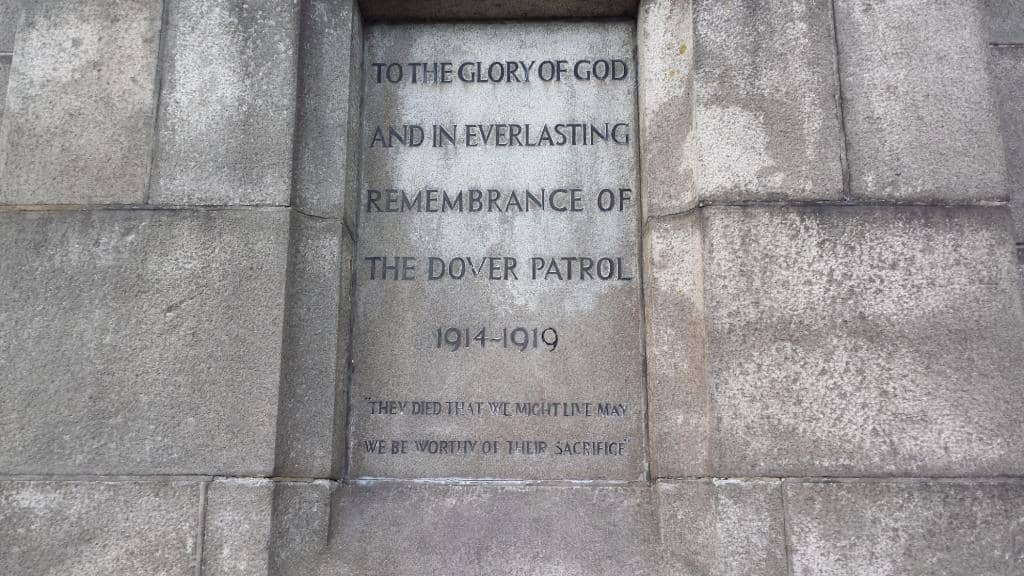 TO THE GLORY OF GOD
AND IN EVERLASTING
REMEMBRANCE OF
THE DOVER PATROL
1914~1919
"THEY DIED THAT WE MIGHT LIVE MAY
WE BE WORTHY OF THEIR SACRIFICE"